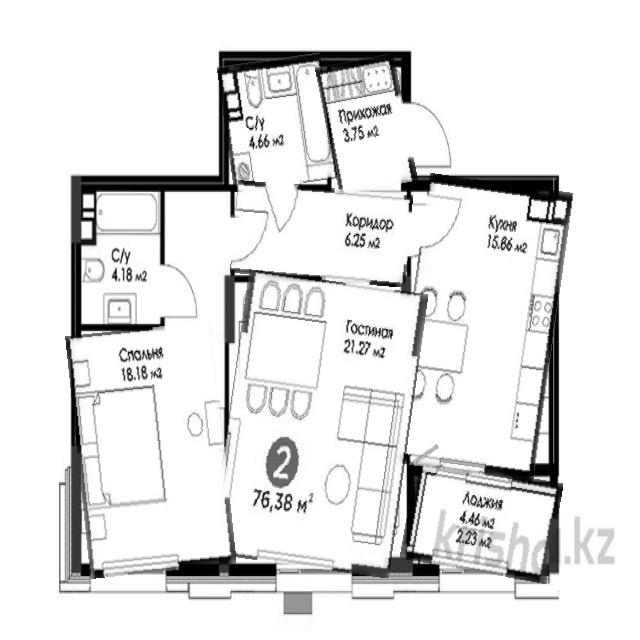 С/у
4.66 м2
Прихожая
3.75 м2
Коридор
6.25 м2
Кухня
15.86 м2
С/у
4.18 м2
Спальня
18.18 м2
Гостиная
21.27 м2
2
76,38 м²
Лоджия
4.46
2.23 м2
krisha.kz